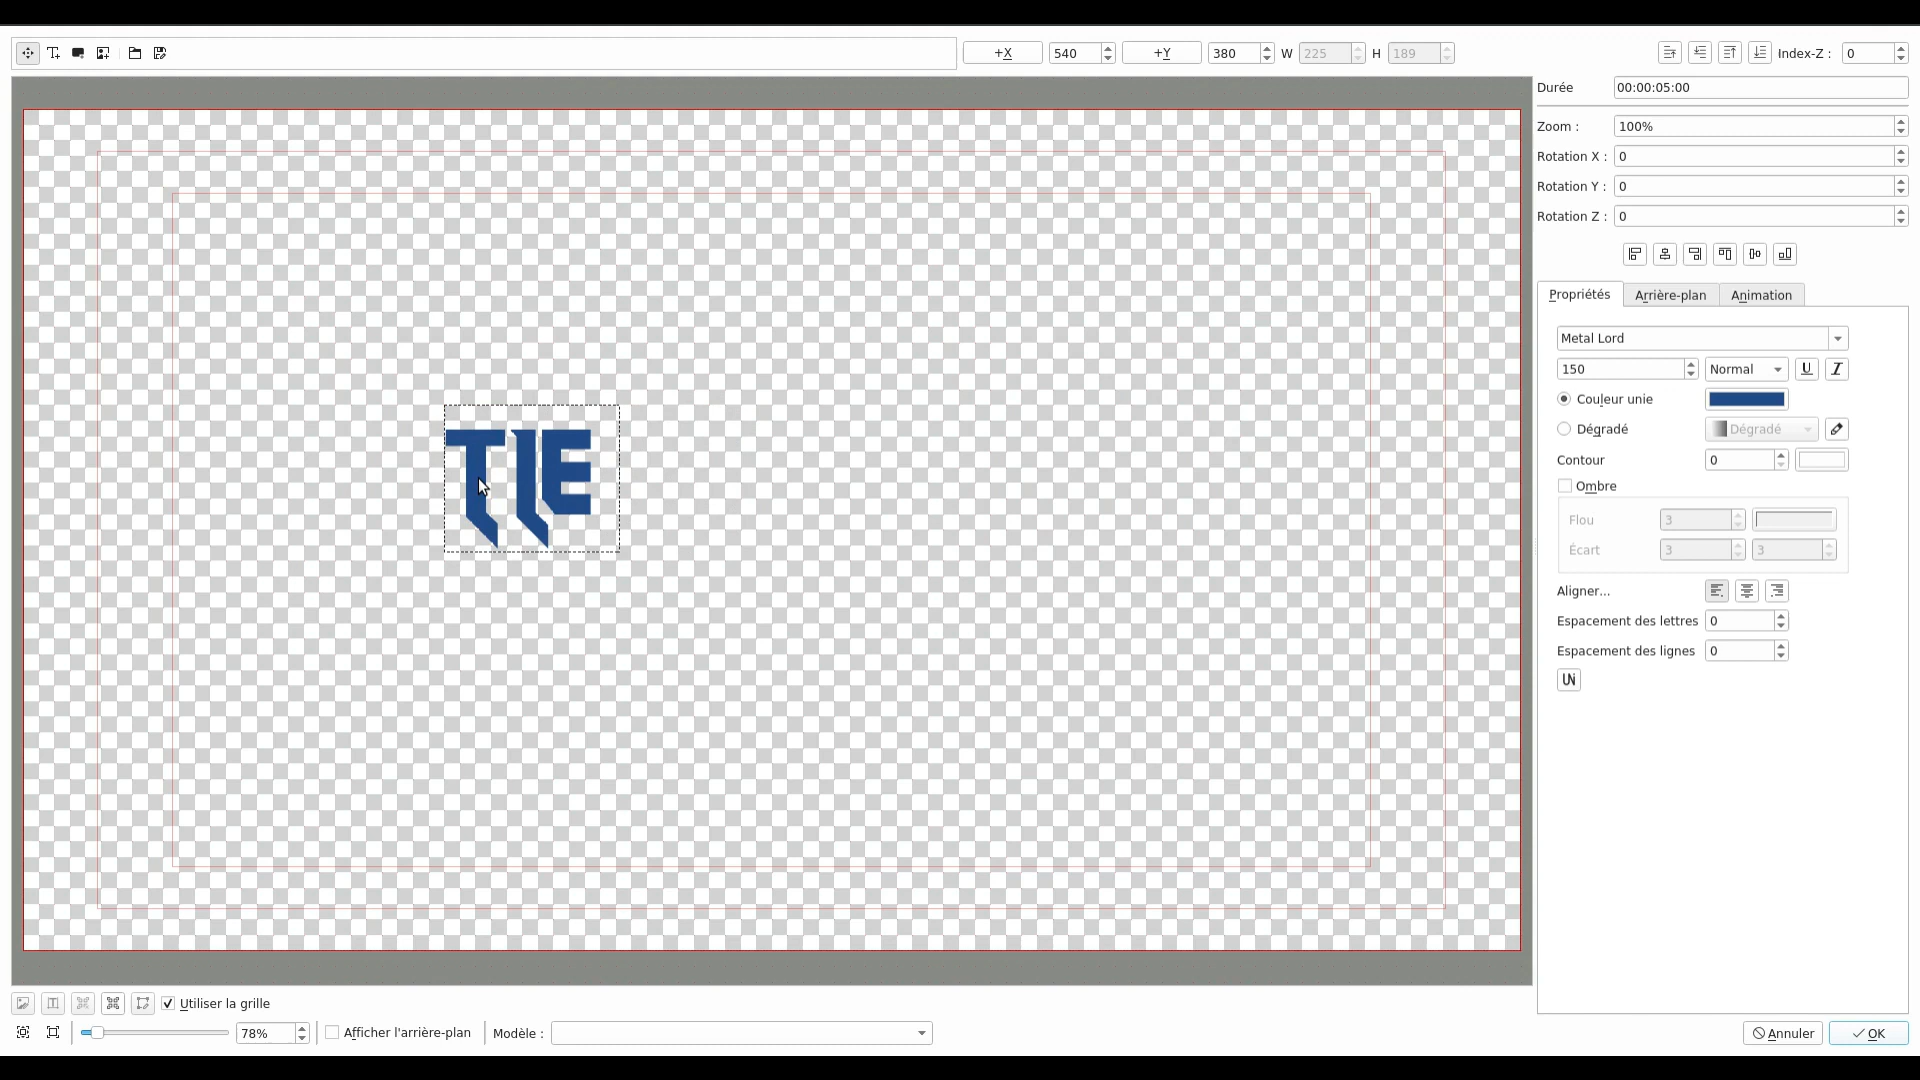 +X 540 +Y 380 W 225 H 189 Index-Z : 0
Durée 00:00:05:00
Zoom : 100%
Rotation X : 0
Rotation Y : 0
Rotation Z : 0
Propriétés Arrière-plan Animation
Metal Lord
150 Normal U I
Couleur unie
Dégradé Dégradé
Contour 0
Ombre
Flou 3
Écart 3 3
Aligner...
Espacement des lettres 0
Espacement des lignes 0
UN
TIE
Utiliser la grille
78% Afficher l'arrière-plan Modèle :
Annuler OK